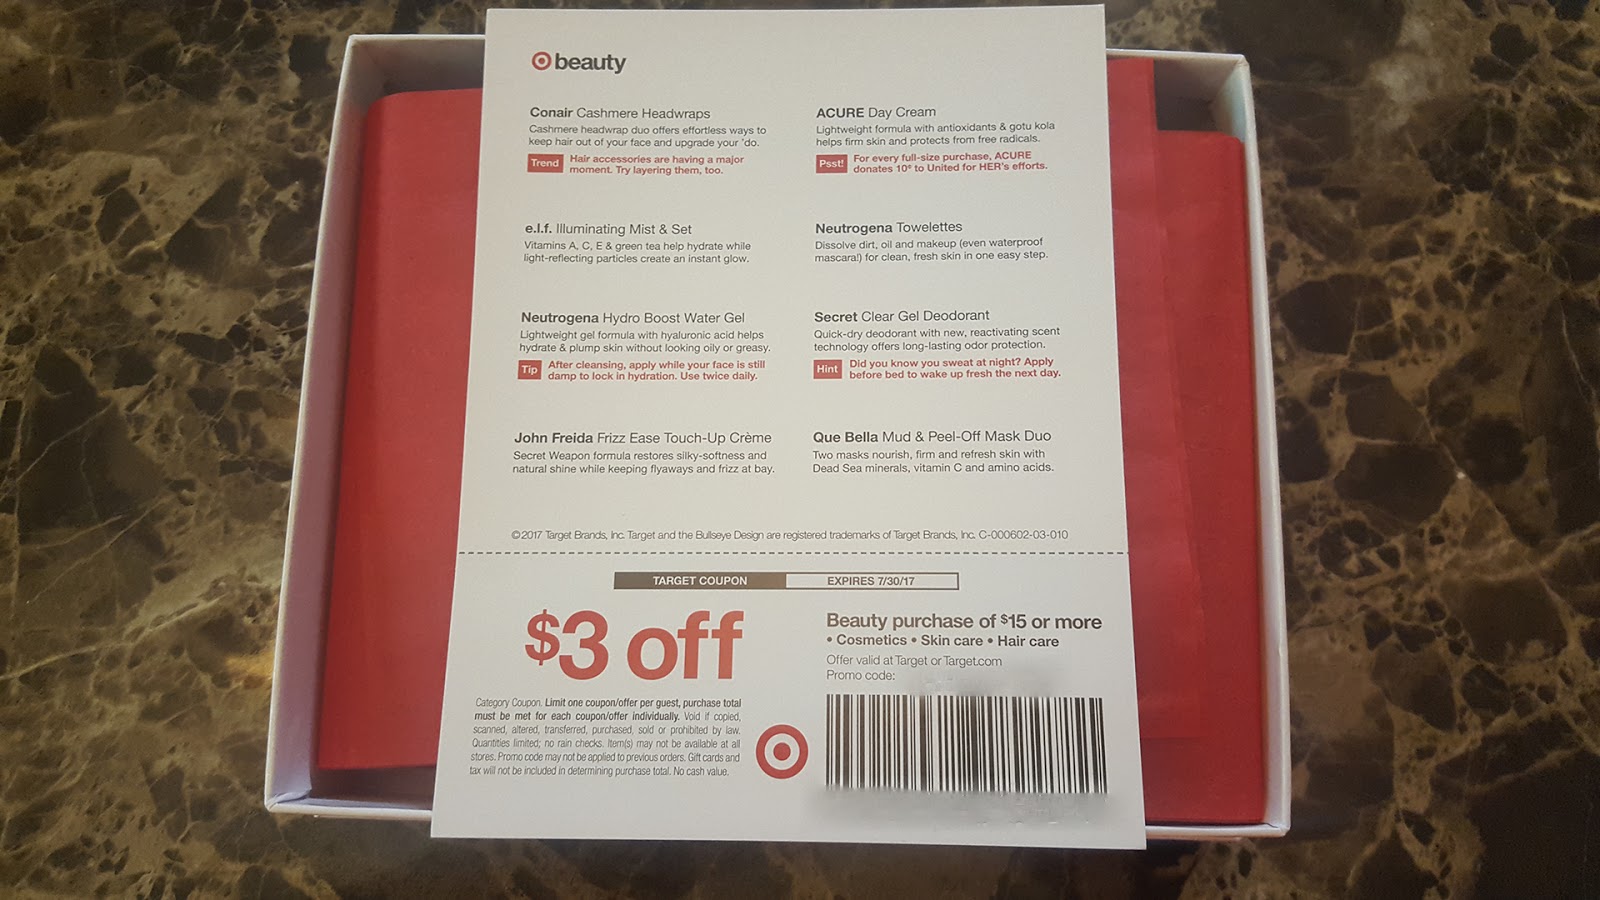 beauty
Conair Cashmere Headwraps
Cashmere headwrap duo offers effortless ways to
keep hair out of your face and upgrade your 'do.
Trend
Hair accessories are having a major
moment. Try layering them, too.
e.l.f. Illuminating Mist & Set
Vitamins A, C, E & green tea help hydrate while
light-reflecting particles create an instant glow.
Neutrogena Hydro Boost Water Gel
Lightweight gel formula with hyaluronic acid helps
hydrate & plump skin without looking oily or greasy.
Tip
After cleansing, apply while your face is still
damp to lock in hydration. Use twice daily.
John Freida Frizz Ease Touch-Up Crème
Secret Weapon formula restores silky-softness and
natural shine while keeping flyaways and frizz at bay.
ACURE Day Cream
Lightweight formula with antioxidants & gotu kola
helps firm skin and protects from free radicals.
Psst!
For every full-size purchase, ACURE
donates 10¢ to United for HER's efforts.
Neutrogena Towelettes
Dissolve dirt, oil and makeup (even waterproof
mascara!) for clean, fresh skin in one easy step.
Secret Clear Gel Deodorant
Quick-dry deodorant with new, reactivating scent
technology offers long-lasting odor protection.
Hint
Did you know you sweat at night? Apply
before bed to wake up fresh the next day.
Que Bella Mud & Peel-Off Mask Duo
Two masks nourish, firm and refresh skin with
Dead Sea minerals, vitamin C and amino acids.
©2017 Target Brands, Inc. Target and the Bullseye Design are registered trademarks of Target Brands, Inc. C-000602-03-010
TARGET COUPON EXPIRES 7/30/17
$3 off
Category Coupon. Limit one coupon/offer per guest, purchase total
must be met for each coupon/offer individually. Void if copied,
scanned, altered, transferred, purchased, sold or prohibited by law.
Quantities limited; no rain checks. Item(s) may not be available at all
stores. Promo code may not be applied to previous orders. Gift cards and
tax will not be included in determining purchase total. No cash value.
Beauty purchase of $15 or more
• Cosmetics • Skin care • Hair care
Offer valid at Target or Target.com
Promo code: